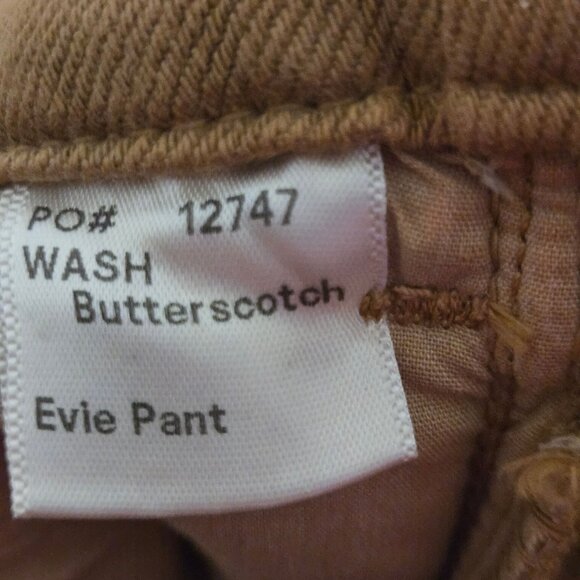 PO# 12747
WASH
Butterscotch
Evie Pant